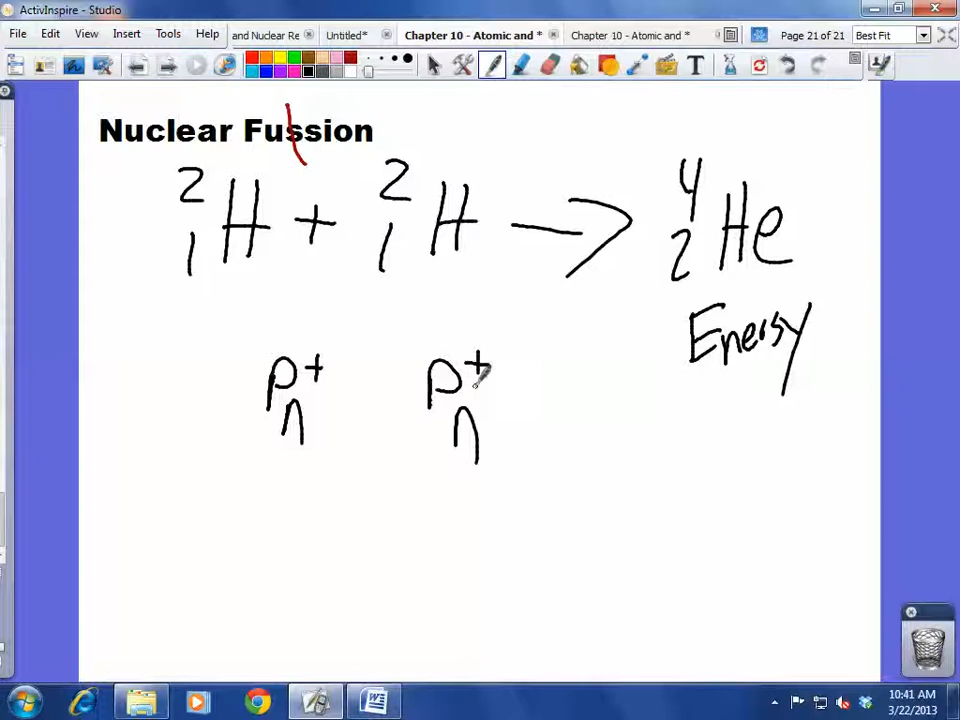 ActivInspire - Studio
File Edit View Insert Tools Help and Nuclear Re Untitled* Chapter 10 - Atomic and * Chapter 10 - Atomic and * Page 21 of 21 Best Fit
Nuclear Fussion
2 1 H + 2 1 H → 4 2 He
Energy
p+ p+
n n
10:41 AM
3/22/2013